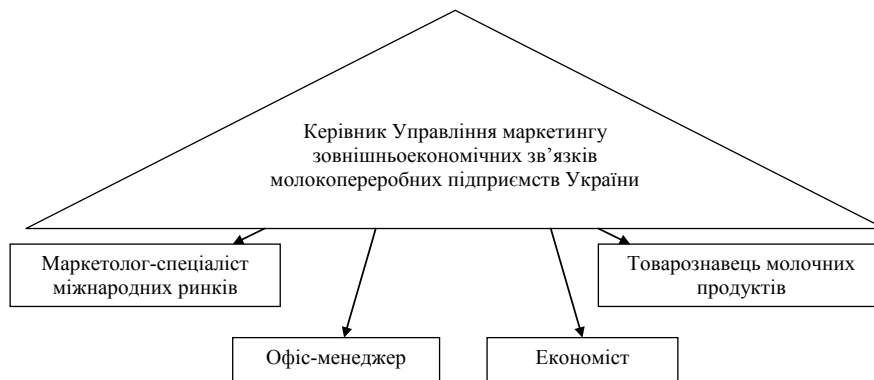 Керівник Управління маркетингу
зовнішньоекономічних зв’язків
молокопереробних підприємств України
Маркетолог-спеціаліст
міжнародних ринків
Товарознавець молочних
продуктів
Офіс-менеджер
Економіст